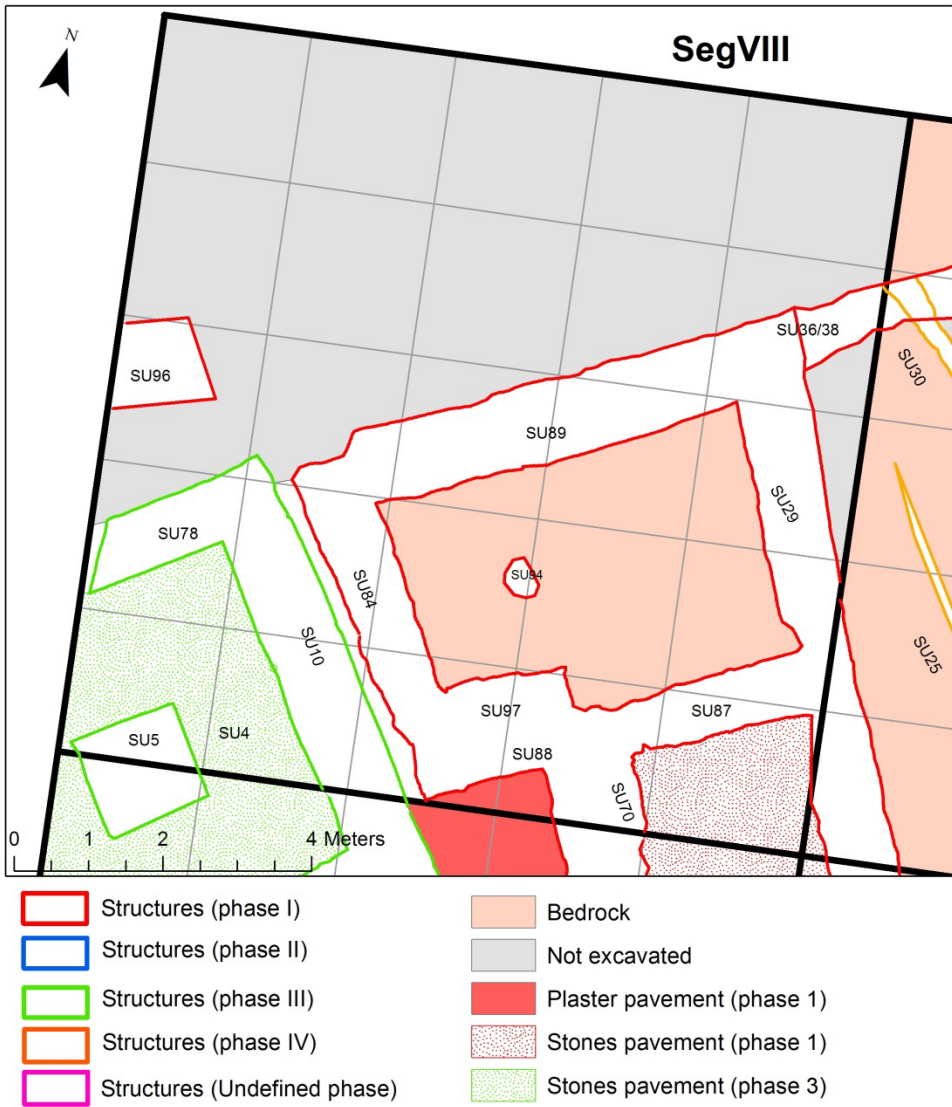 SegVIII
N
SU36/38
SU30
SU96
SU89
SU29
SU78
SU94
SU84
SU10
SU25
SU97
SU87
SU5
SU4
SU88
SU70
0 1 2 4 Meters
Structures (phase I)
Structures (phase II)
Structures (phase III)
Structures (phase IV)
Structures (Undefined phase)
Bedrock
Not excavated
Plaster pavement (phase 1)
Stones pavement (phase 1)
Stones pavement (phase 3)